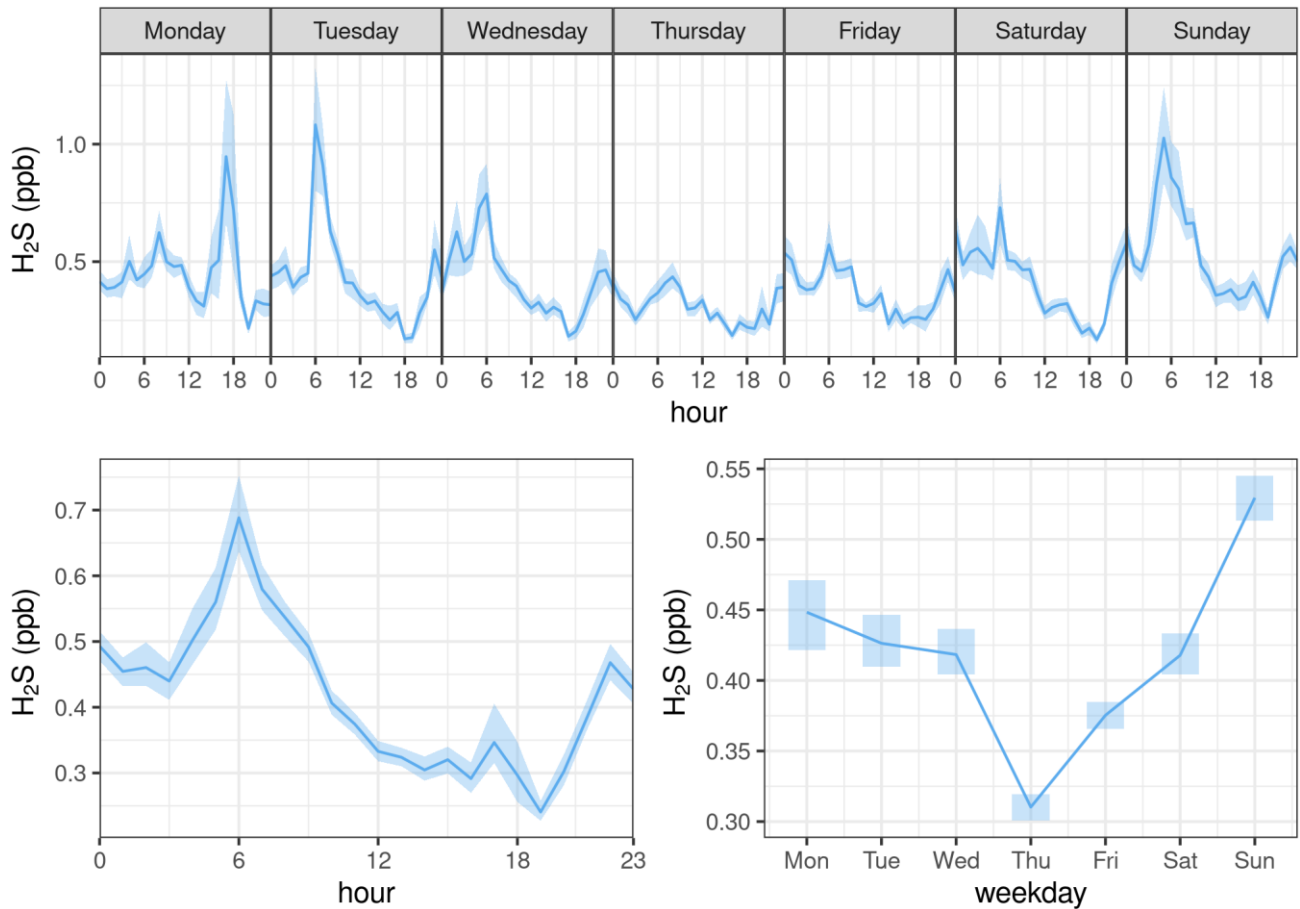 Monday Tuesday Wednesday Thursday Friday Saturday Sunday
H₂S (ppb)
1.0
0.5
0 6 12 18 0 6 12 18 0 6 12 18 0 6 12 18 0 6 12 18 0 6 12 18 0 6 12 18
hour
H₂S (ppb)
0.7
0.6
0.5
0.4
0.3
0 6 12 18 23
hour
H₂S (ppb)
0.55
0.50
0.45
0.40
0.35
0.30
Mon Tue Wed Thu Fri Sat Sun
weekday